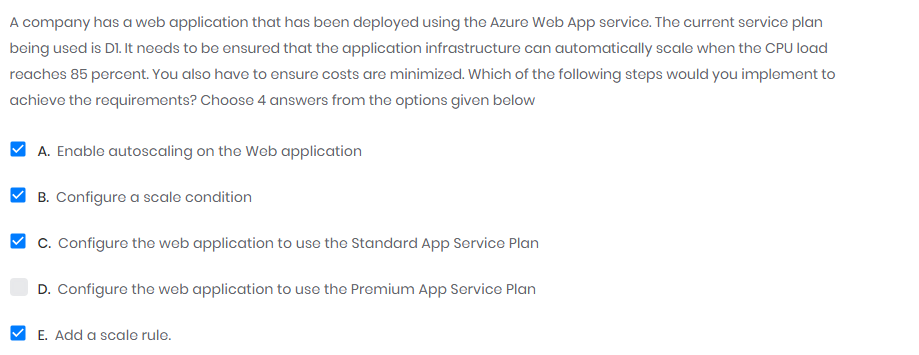 A company has a web application that has been deployed using the Azure Web App service. The current service plan
being used is D1. It needs to be ensured that the application infrastructure can automatically scale when the CPU load
reaches 85 percent. You also have to ensure costs are minimized. Which of the following steps would you implement to
achieve the requirements? Choose 4 answers from the options given below
A. Enable autoscaling on the Web application
B. Configure a scale condition
C. Configure the web application to use the Standard App Service Plan
D. Configure the web application to use the Premium App Service Plan
E. Add a scale rule.